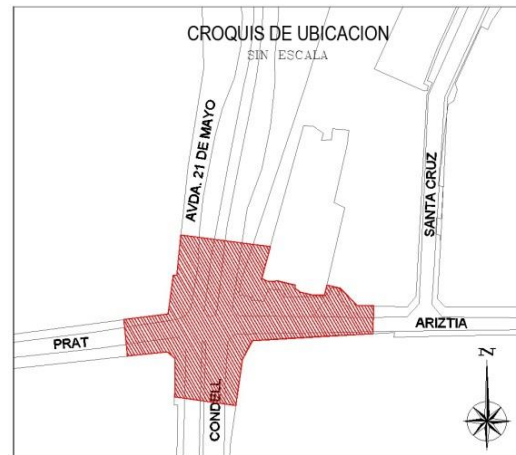 CROQUIS DE UBICACION
SIN ESCALA
AVDA. 21 DE MAYO
SANTA CRUZ
ARIZTIA
PRAT
CONDELL
N